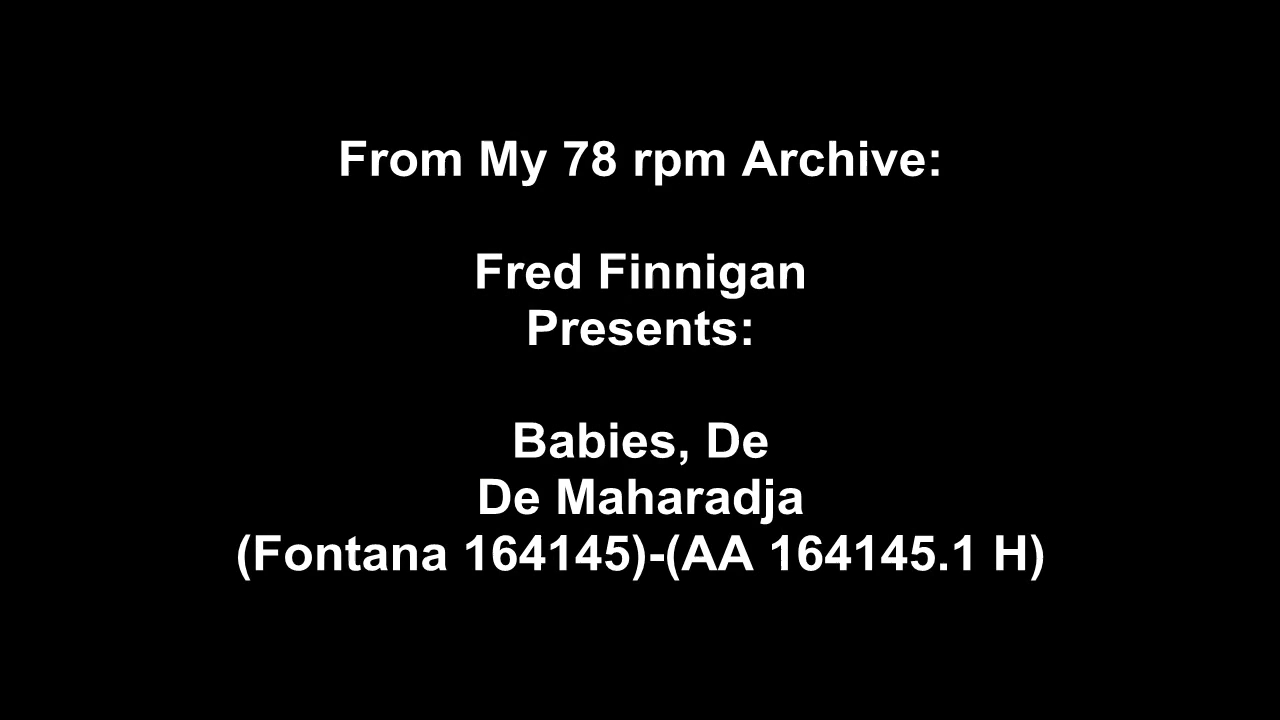 From My 78 rpm Archive:
Fred Finnigan
Presents:
Babies, De
De Maharadja
(Fontana 164145)-(AA 164145.1 H)